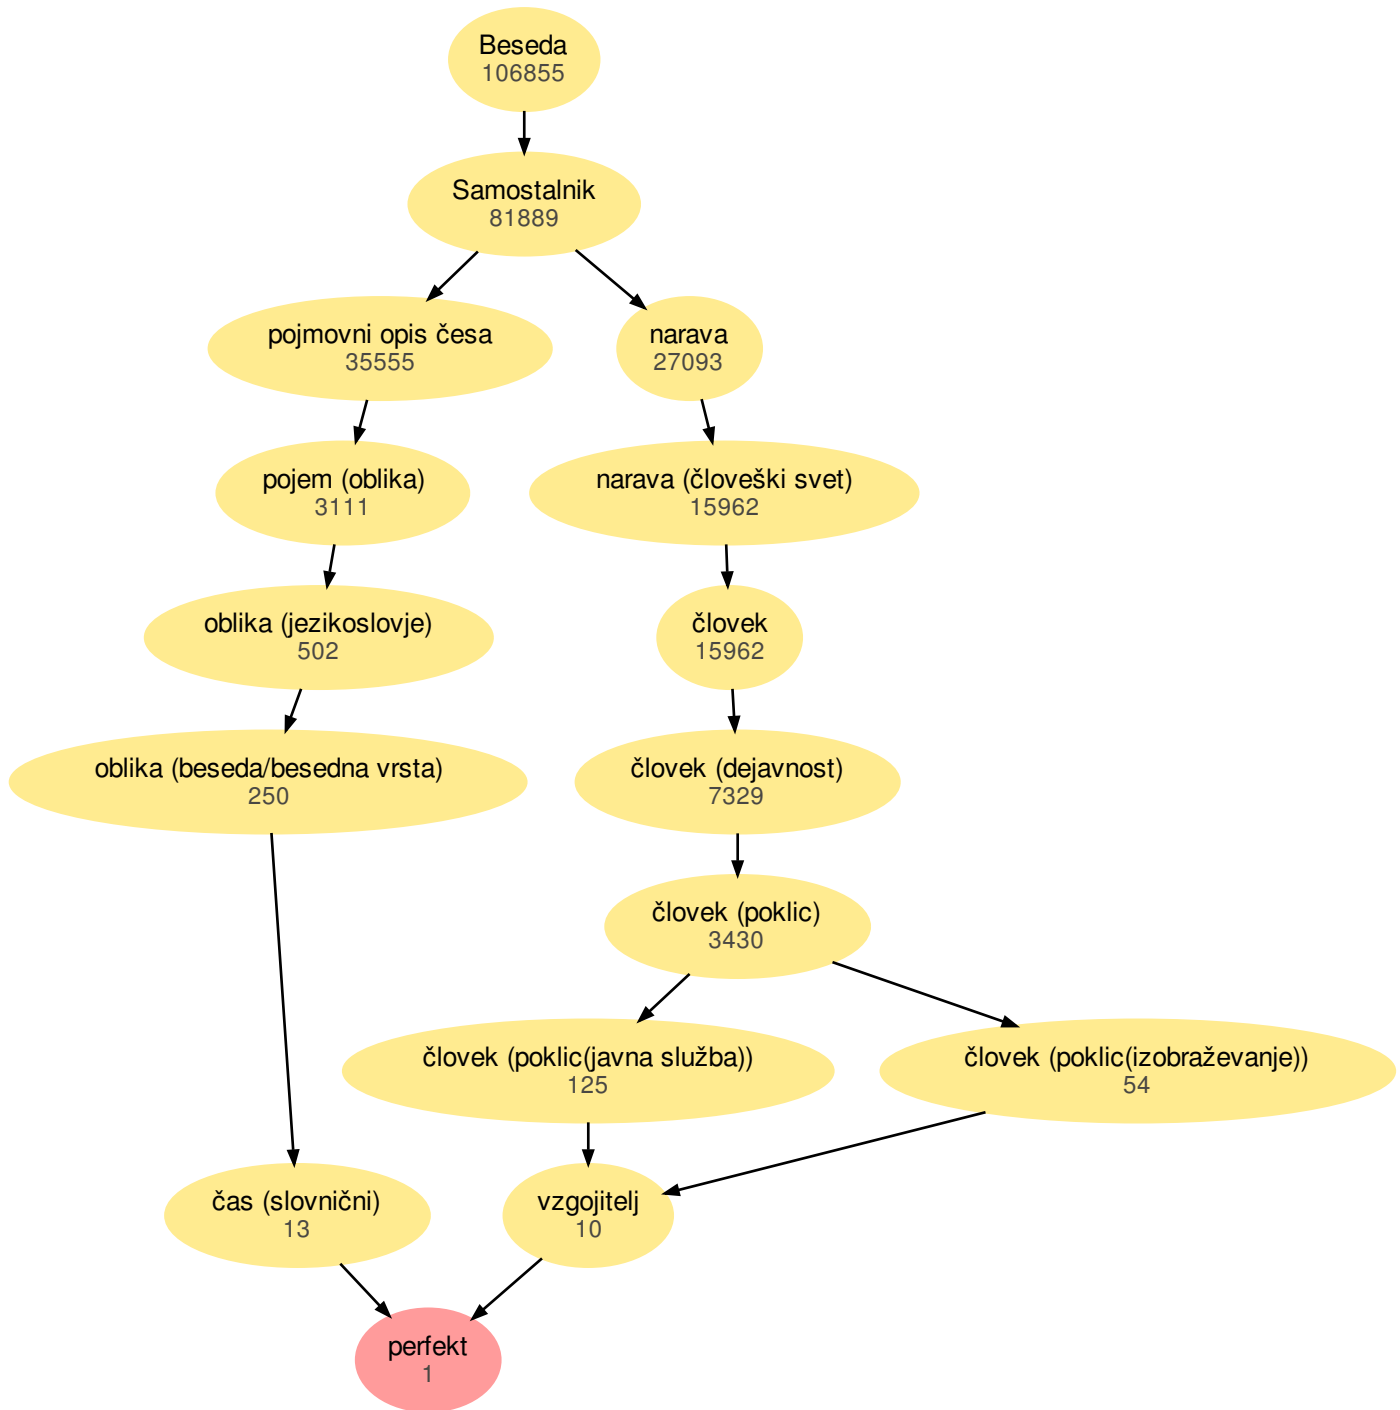 Beseda
106855
Samostalnik
81889
pojmovni opis česa
35555
narava
27093
pojem (oblika)
3111
narava (človeški svet)
15962
oblika (jezikoslovje)
502
človek
15962
oblika (beseda/besedna vrsta)
250
človek (dejavnost)
7329
človek (poklic)
3430
človek (poklic(javna služba))
125
človek (poklic(izobraževanje))
54
čas (slovnični)
13
vzgojitelj
10
perfekt
1